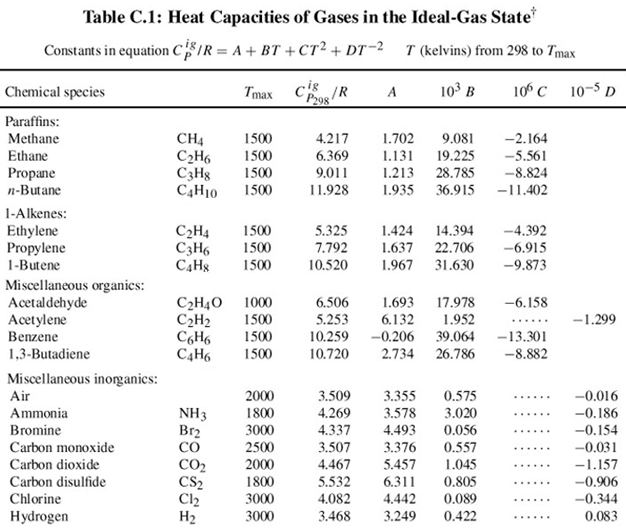 Table C.1: Heat Capacities of Gases in the Ideal-Gas State†
Constants in equation C_P^ig/R = A + BT + CT² + DT⁻² T (kelvins) from 298 to T_max
Chemical species T_max C_P298^ig/R A 10³ B 10⁶ C 10⁻⁵ D
Paraffins:
Methane CH₄ 1500 4.217 1.702 9.081 −2.164
Ethane C₂H₆ 1500 6.369 1.131 19.225 −5.561
Propane C₃H₈ 1500 9.011 1.213 28.785 −8.824
n-Butane C₄H₁₀ 1500 11.928 1.935 36.915 −11.402
1-Alkenes:
Ethylene C₂H₄ 1500 5.325 1.424 14.394 −4.392
Propylene C₃H₆ 1500 7.792 1.637 22.706 −6.915
1-Butene C₄H₈ 1500 10.520 1.967 31.630 −9.873
Miscellaneous organics:
Acetaldehyde C₂H₄O 1000 6.506 1.693 17.978 −6.158
Acetylene C₂H₂ 1500 5.253 6.132 1.952 ······ −1.299
Benzene C₆H₆ 1500 10.259 −0.206 39.064 −13.301
1,3-Butadiene C₄H₆ 1500 10.720 2.734 26.786 −8.882
Miscellaneous inorganics:
Air 2000 3.509 3.355 0.575 ······ −0.016
Ammonia NH₃ 1800 4.269 3.578 3.020 ······ −0.186
Bromine Br₂ 3000 4.337 4.493 0.056 ······ −0.154
Carbon monoxide CO 2500 3.507 3.376 0.557 ······ −0.031
Carbon dioxide CO₂ 2000 4.467 5.457 1.045 ······ −1.157
Carbon disulfide CS₂ 1800 5.532 6.311 0.805 ······ −0.906
Chlorine Cl₂ 3000 4.082 4.442 0.089 ······ −0.344
Hydrogen H₂ 3000 3.468 3.249 0.422 ······ 0.083